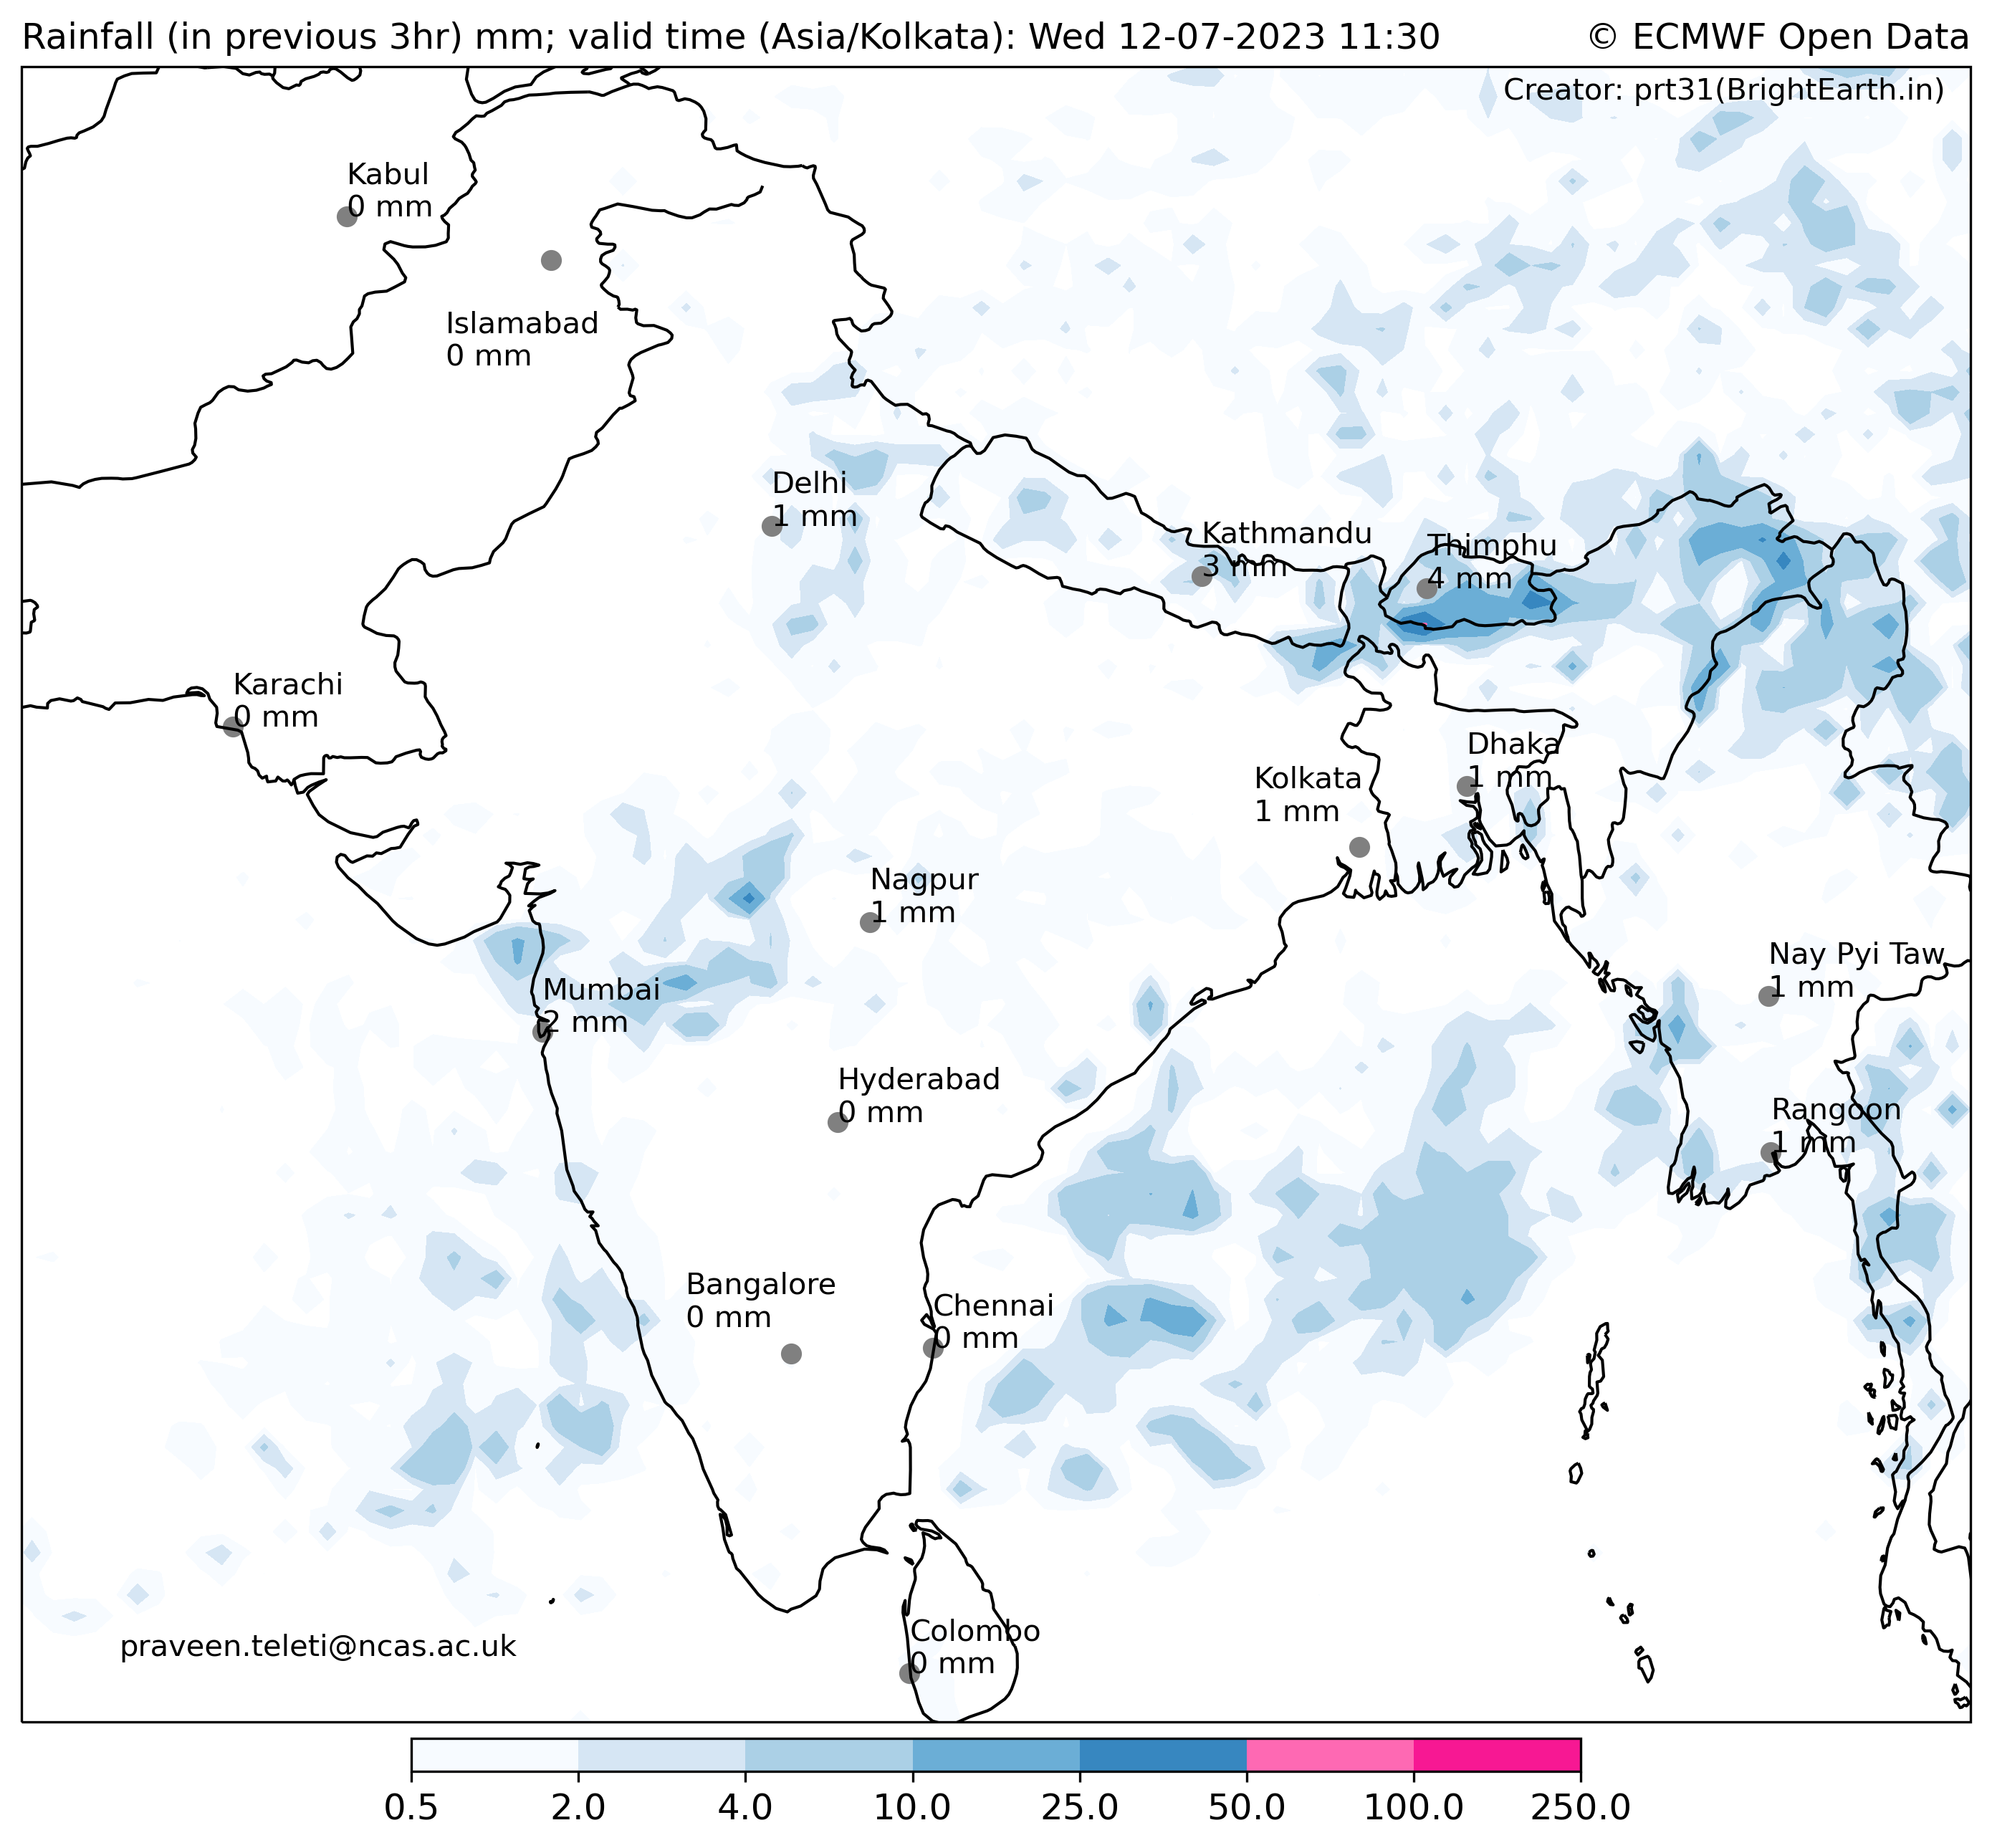 Rainfall (in previous 3hr) mm; valid time (Asia/Kolkata): Wed 12-07-2023 11:30
© ECMWF Open Data
Creator: prt31(BrightEarth.in)
Kabul
0 mm
Islamabad
0 mm
Delhi
1 mm
Kathmandu
3 mm
Thimphu
4 mm
Karachi
0 mm
Dhaka
1 mm
Kolkata
1 mm
Nagpur
1 mm
Nay Pyi Taw
1 mm
Mumbai
2 mm
Hyderabad
0 mm
Rangoon
1 mm
Bangalore
0 mm
Chennai
0 mm
Colombo
0 mm
praveen.teleti@ncas.ac.uk
0.5 2.0 4.0 10.0 25.0 50.0 100.0 250.0